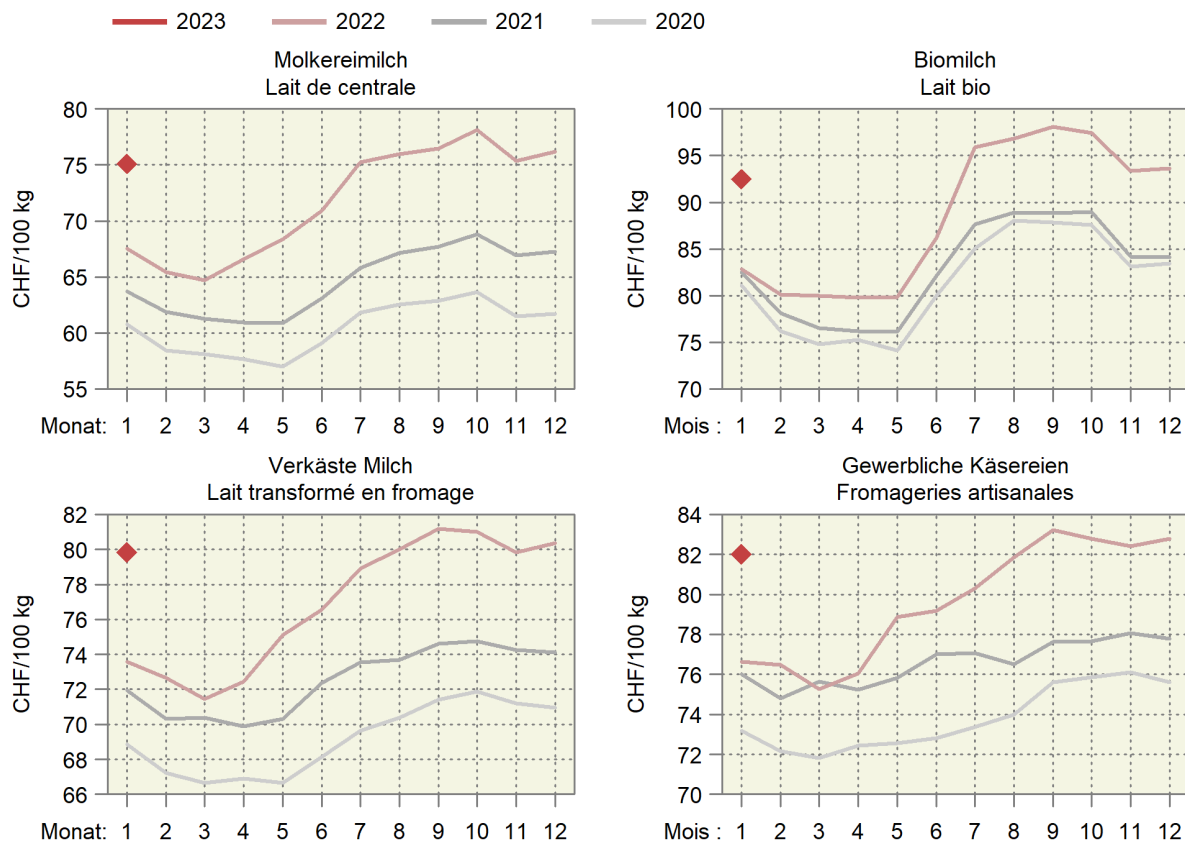 2023 2022 2021 2020
Molkereimilch
Lait de centrale
CHF/100 kg
80
75
70
65
60
55
Monat: 1 2 3 4 5 6 7 8 9 10 11 12
Biomilch
Lait bio
CHF/100 kg
100
95
90
85
80
75
70
Mois : 1 2 3 4 5 6 7 8 9 10 11 12
Verkäste Milch
Lait transformé en fromage
CHF/100 kg
82
80
78
76
74
72
70
68
66
Monat: 1 2 3 4 5 6 7 8 9 10 11 12
Gewerbliche Käsereien
Fromageries artisanales
CHF/100 kg
84
82
80
78
76
74
72
70
Mois : 1 2 3 4 5 6 7 8 9 10 11 12